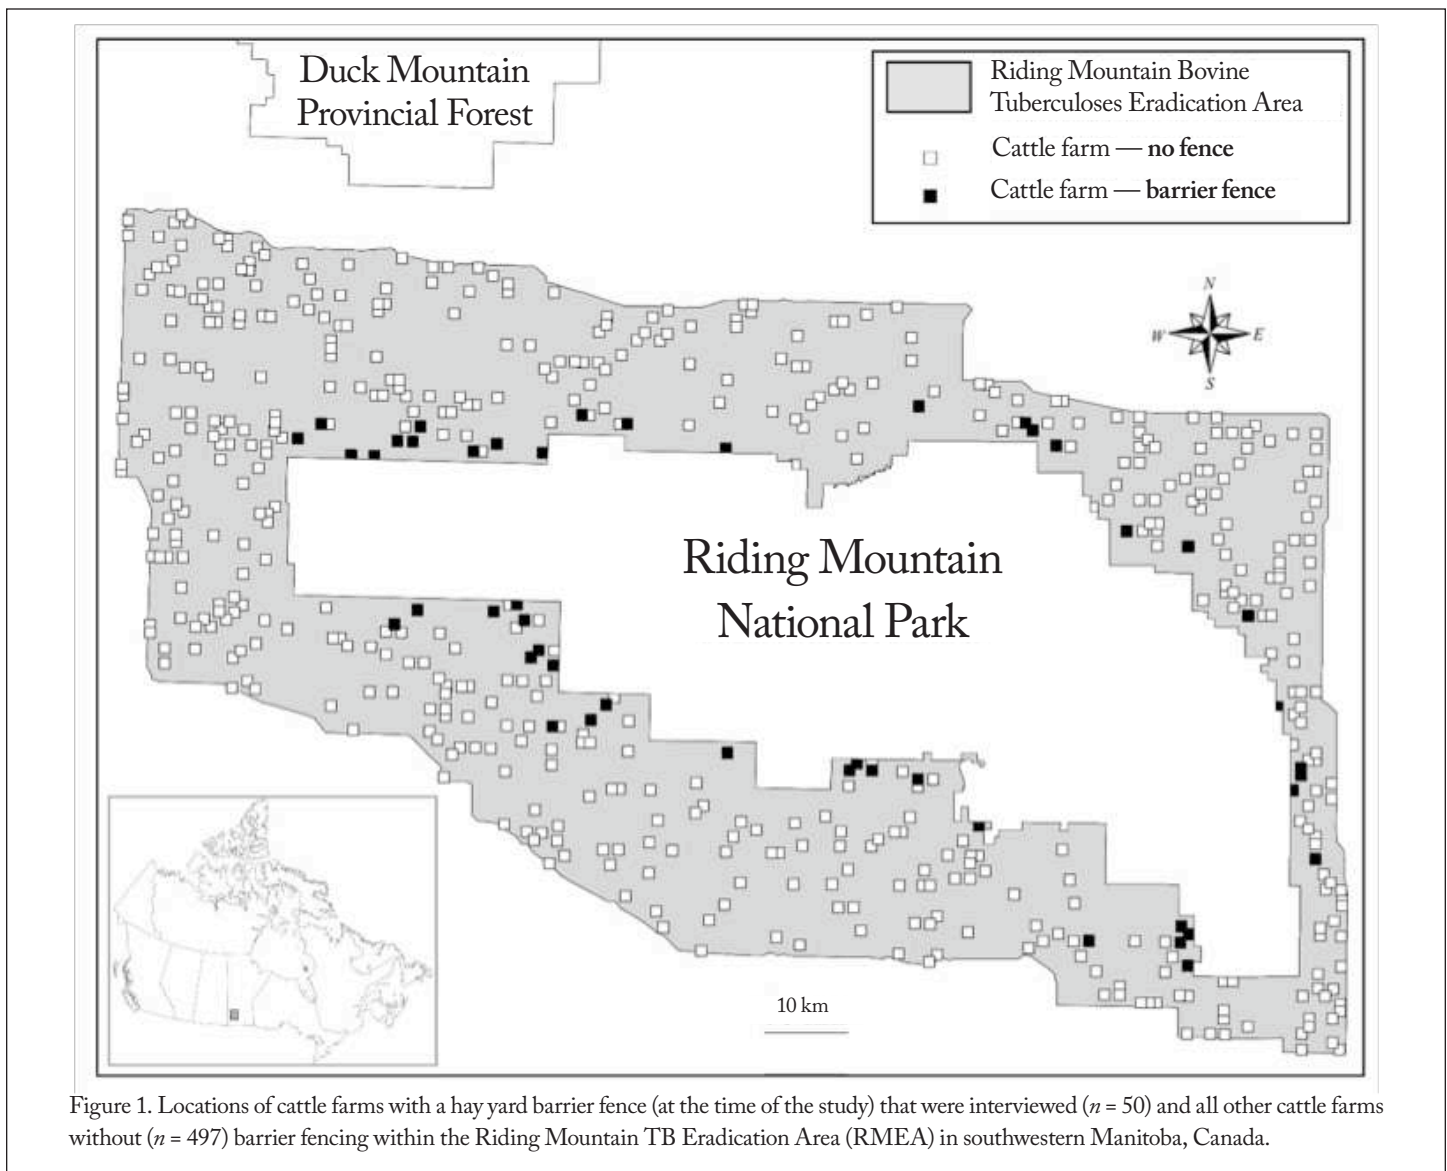 Duck Mountain
Provincial Forest
Riding Mountain Bovine
Tuberculoses Eradication Area
Cattle farm — no fence
Cattle farm — barrier fence
N
W
E
S
Riding Mountain
National Park
10 km
Figure 1. Locations of cattle farms with a hay yard barrier fence (at the time of the study) that were interviewed (n = 50) and all other cattle farms
without (n = 497) barrier fencing within the Riding Mountain TB Eradication Area (RMEA) in southwestern Manitoba, Canada.